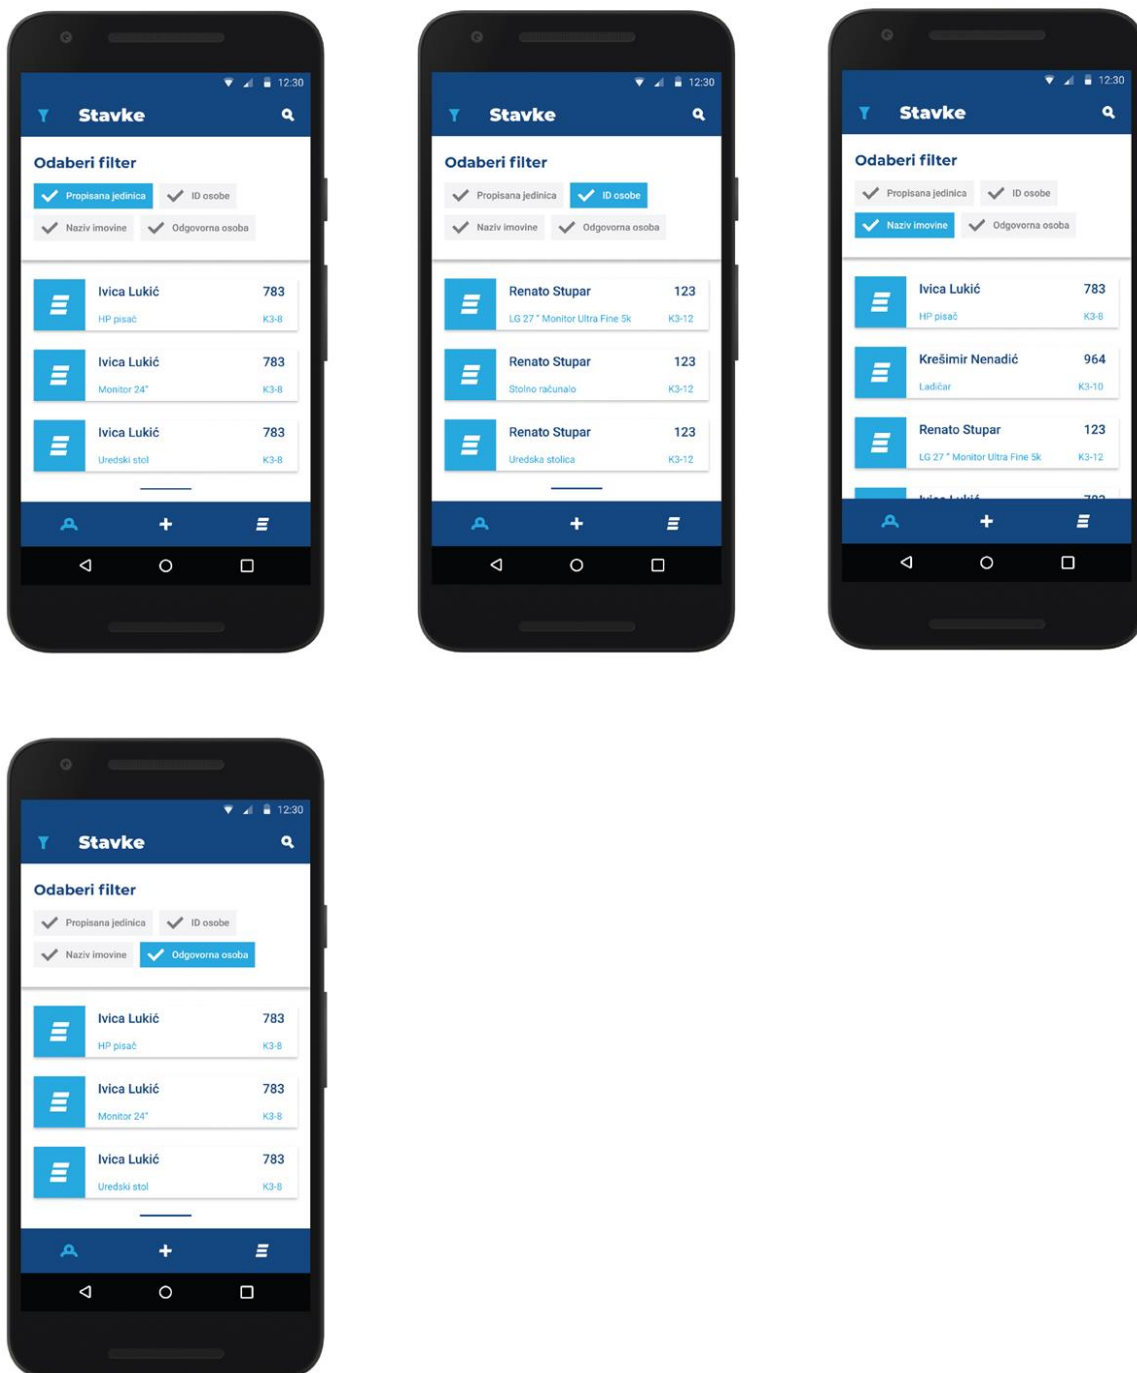 12:30
Stavke
Odaberi filter
Propisana jedinica ID osobe
Naziv imovine Odgovorna osoba
Ivica Lukić 783
HP pisač K3-8
Ivica Lukić 783
Monitor 24" K3-8
Ivica Lukić 783
Uredski stol K3-8
12:30
Stavke
Odaberi filter
Propisana jedinica ID osobe
Naziv imovine Odgovorna osoba
Renato Stupar 123
LG 27 " Monitor Ultra Fine 5k K3-12
Renato Stupar 123
Stolno računalo K3-12
Renato Stupar 123
Uredska stolica K3-12
12:30
Stavke
Odaberi filter
Propisana jedinica ID osobe
Naziv imovine Odgovorna osoba
Ivica Lukić 783
HP pisač K3-8
Krešimir Nenadić 964
Ladičar K3-10
Renato Stupar 123
LG 27 " Monitor Ultra Fine 5k K3-12
Ivica Lukić 783
12:30
Stavke
Odaberi filter
Propisana jedinica ID osobe
Naziv imovine Odgovorna osoba
Ivica Lukić 783
HP pisač K3-8
Ivica Lukić 783
Monitor 24" K3-8
Ivica Lukić 783
Uredski stol K3-8